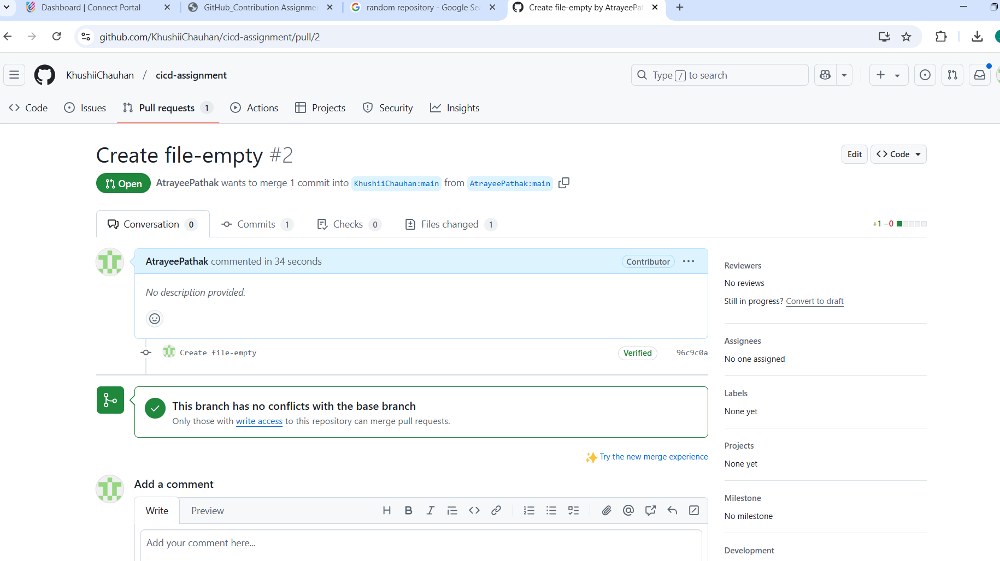 Dashboard | Connect Portal
GitHub_Contribution Assignmen
random repository - Google Sea
Create file-empty by AtrayeePat
github.com/KhushiiChauhan/cicd-assignment/pull/2
KhushiiChauhan / cicd-assignment
Type / to search
Code
Issues
Pull requests 1
Actions
Projects
Security
Insights
Create file-empty #2
Edit
Code
Open
AtrayeePathak wants to merge 1 commit into KhushiiChauhan:main from AtrayeePathak:main
Conversation 0
Commits 1
Checks 0
Files changed 1
+1 −0
AtrayeePathak commented in 34 seconds
Contributor
No description provided.
Create file-empty
Verified
96c9c0a
This branch has no conflicts with the base branch
Only those with write access to this repository can merge pull requests.
Try the new merge experience
Add a comment
Write
Preview
Add your comment here...
Reviewers
No reviews
Still in progress? Convert to draft
Assignees
No one assigned
Labels
None yet
Projects
None yet
Milestone
No milestone
Development